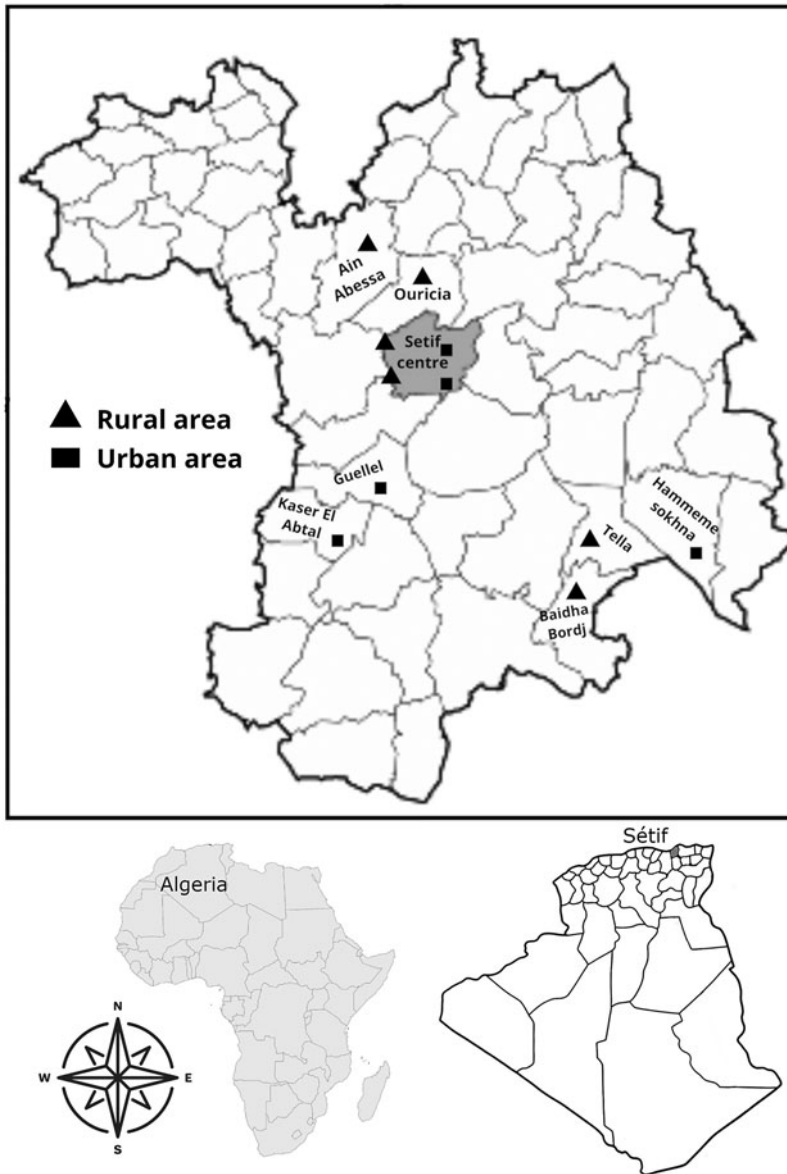 Ain
Abessa
Ouricia
Setif
centre
Rural area
Urban area
Guellel
Kaser El
Abtal
Hammeme
sokhna
Tella
Baidha
Bordj
Sétif
Algeria
N
W
E
S